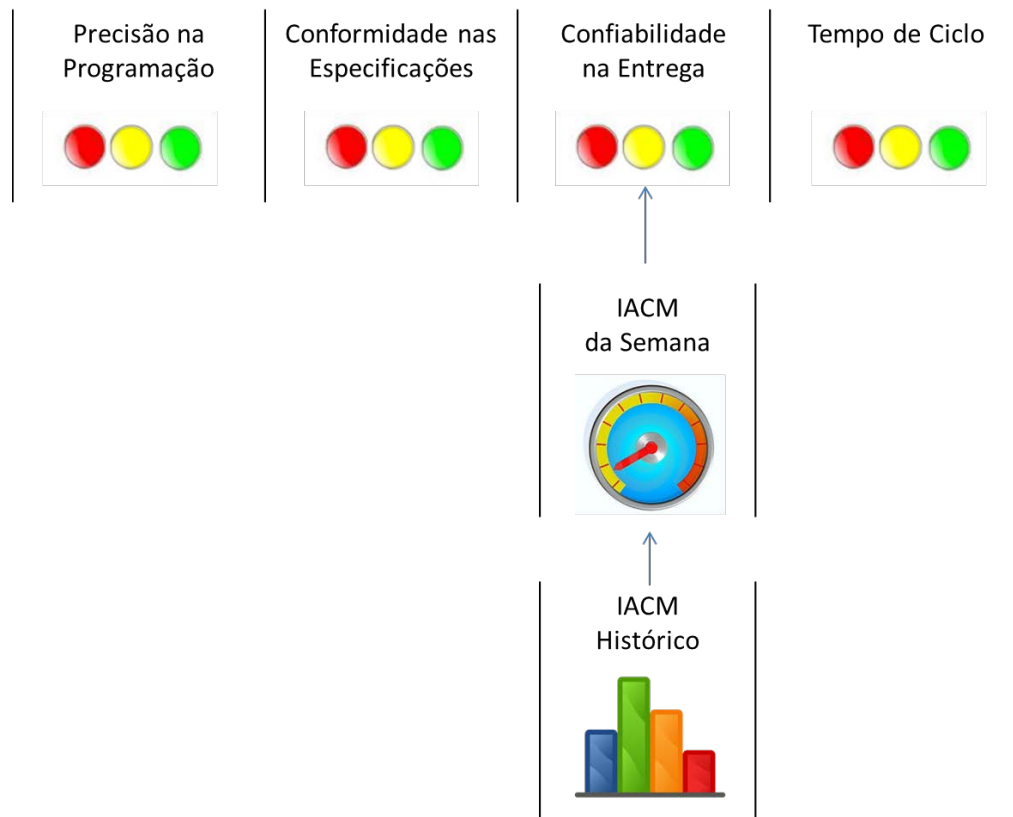 Precisão na
Programação
Conformidade nas
Especificações
Confiabilidade
na Entrega
Tempo de Ciclo
IACM
da Semana
IACM
Histórico